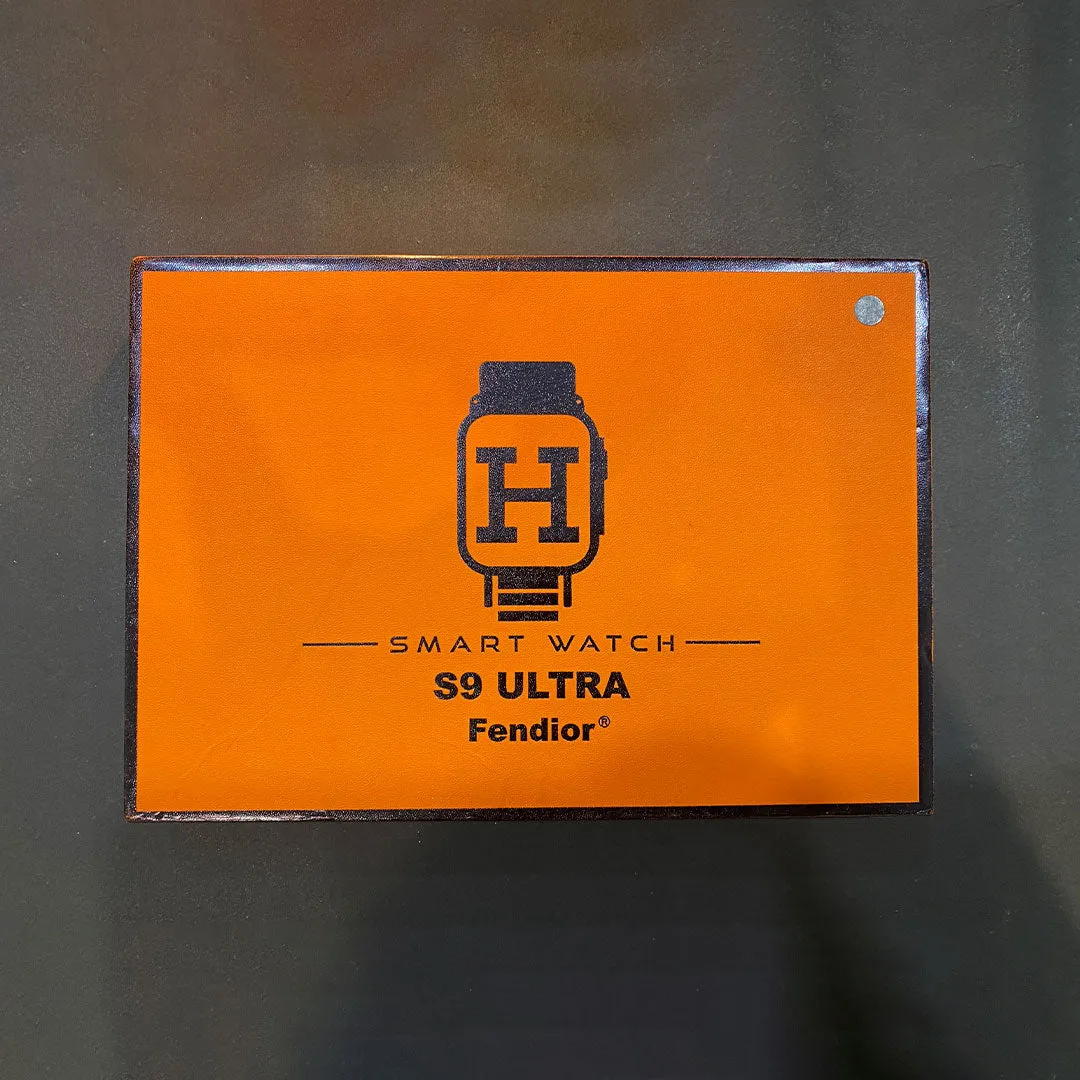 H
SMART WATCH
S9 ULTRA
Fendior®